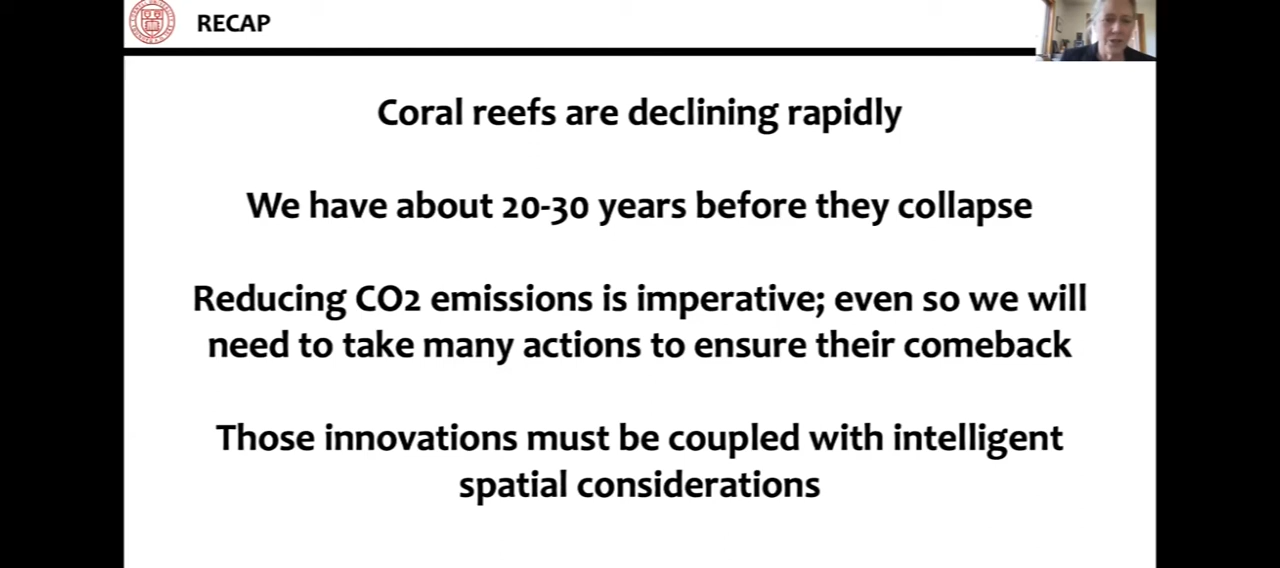 RECAP
Coral reefs are declining rapidly
We have about 20-30 years before they collapse
Reducing CO2 emissions is imperative; even so we will
need to take many actions to ensure their comeback
Those innovations must be coupled with intelligent
spatial considerations